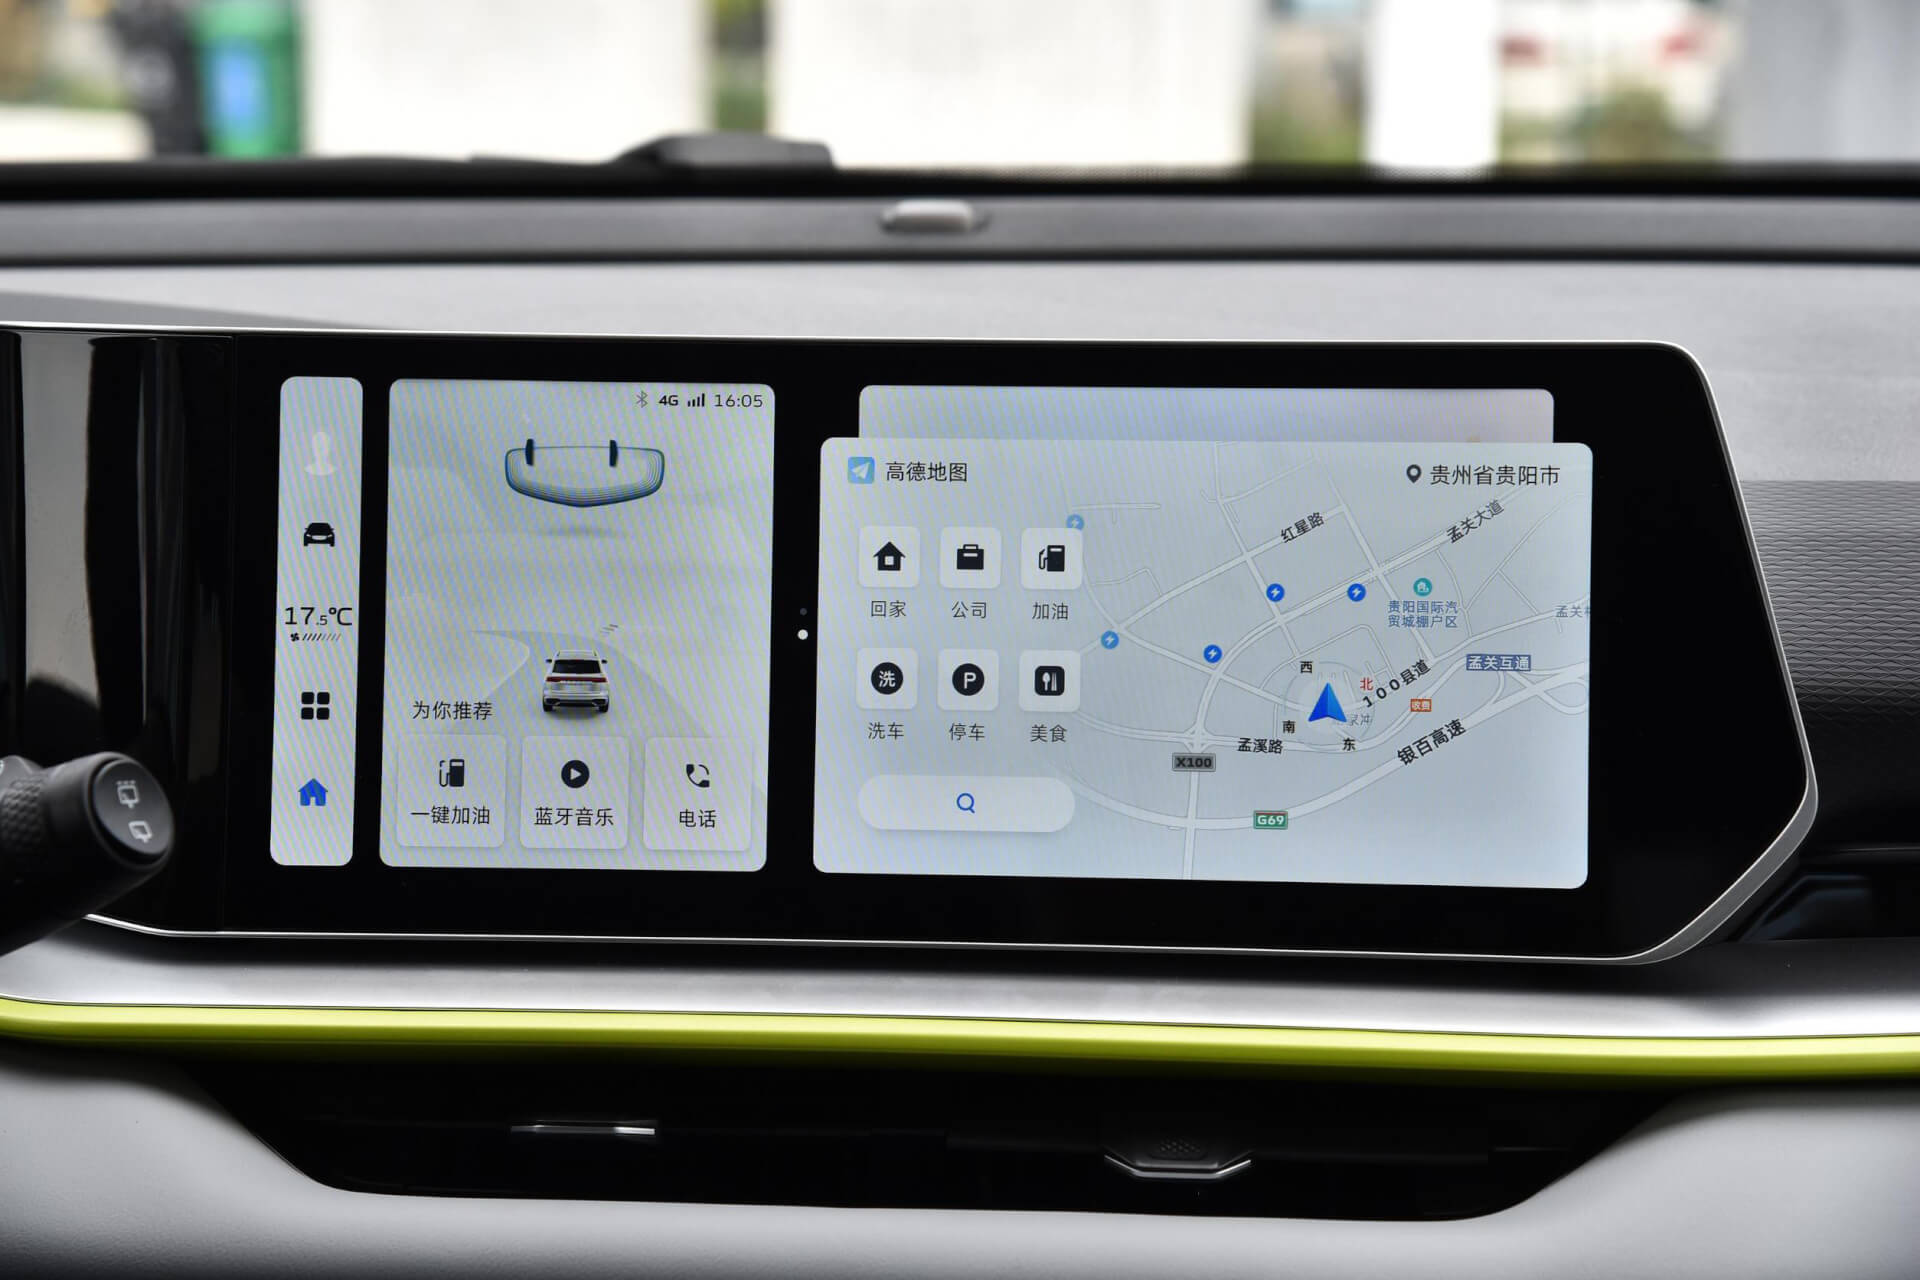 4G 16:05
17.5℃
为你推荐
一键加油
蓝牙音乐
电话
高德地图
贵州省贵阳市
回家
公司
加油
洗
P
洗车
停车
美食
红星路
孟关大道
贵阳国际汽
贸城棚户区
孟关
孟关互通
西
北
100县道
收费
南
东
孟溪路
银百高速
X100
G69